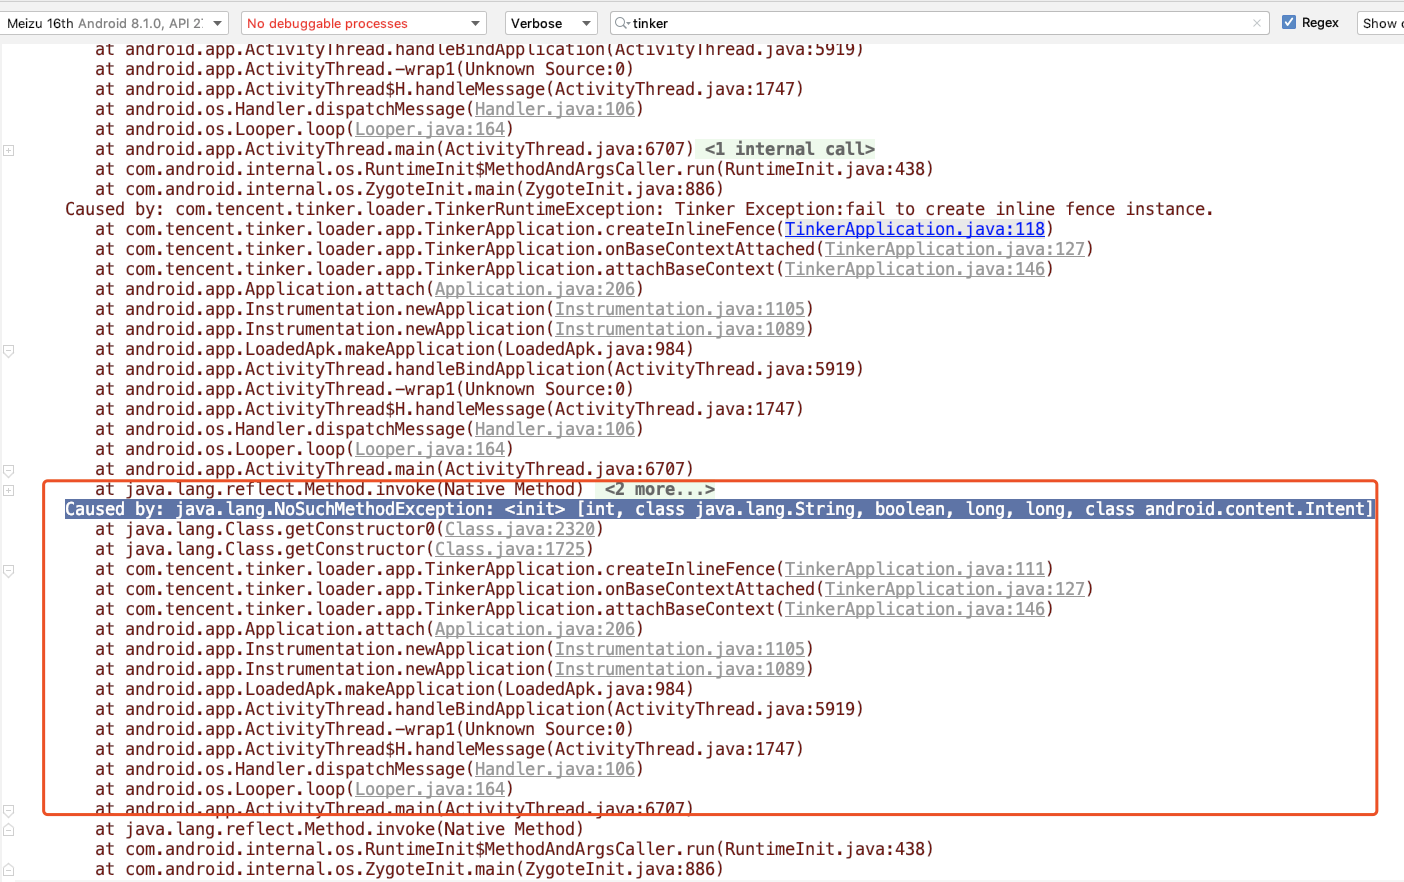 Meizu 16th Android 8.1.0, API 2
No debuggable processes
Verbose
tinker
Regex
Show
at android.app.ActivityThread.handleBindApplication(ActivityThread.java:5919)
at android.app.ActivityThread.-wrap1(Unknown Source:0)
at android.app.ActivityThread$H.handleMessage(ActivityThread.java:1747)
at android.os.Handler.dispatchMessage(Handler.java:106)
at android.os.Looper.loop(Looper.java:164)
at android.app.ActivityThread.main(ActivityThread.java:6707) <1 internal call>
at com.android.internal.os.RuntimeInit$MethodAndArgsCaller.run(RuntimeInit.java:438)
at com.android.internal.os.ZygoteInit.main(ZygoteInit.java:886)
Caused by: com.tencent.tinker.loader.TinkerRuntimeException: Tinker Exception:fail to create inline fence instance.
at com.tencent.tinker.loader.app.TinkerApplication.createInlineFence(TinkerApplication.java:118)
at com.tencent.tinker.loader.app.TinkerApplication.onBaseContextAttached(TinkerApplication.java:127)
at com.tencent.tinker.loader.app.TinkerApplication.attachBaseContext(TinkerApplication.java:146)
at android.app.Application.attach(Application.java:206)
at android.app.Instrumentation.newApplication(Instrumentation.java:1105)
at android.app.Instrumentation.newApplication(Instrumentation.java:1089)
at android.app.LoadedApk.makeApplication(LoadedApk.java:984)
at android.app.ActivityThread.handleBindApplication(ActivityThread.java:5919)
at android.app.ActivityThread.-wrap1(Unknown Source:0)
at android.app.ActivityThread$H.handleMessage(ActivityThread.java:1747)
at android.os.Handler.dispatchMessage(Handler.java:106)
at android.os.Looper.loop(Looper.java:164)
at android.app.ActivityThread.main(ActivityThread.java:6707)
at java.lang.reflect.Method.invoke(Native Method) <2 more...>
Caused by: java.lang.NoSuchMethodException: <init> [int, class java.lang.String, boolean, long, long, class android.content.Intent]
at java.lang.Class.getConstructor0(Class.java:2320)
at java.lang.Class.getConstructor(Class.java:1725)
at com.tencent.tinker.loader.app.TinkerApplication.createInlineFence(TinkerApplication.java:111)
at com.tencent.tinker.loader.app.TinkerApplication.onBaseContextAttached(TinkerApplication.java:127)
at com.tencent.tinker.loader.app.TinkerApplication.attachBaseContext(TinkerApplication.java:146)
at android.app.Application.attach(Application.java:206)
at android.app.Instrumentation.newApplication(Instrumentation.java:1105)
at android.app.Instrumentation.newApplication(Instrumentation.java:1089)
at android.app.LoadedApk.makeApplication(LoadedApk.java:984)
at android.app.ActivityThread.handleBindApplication(ActivityThread.java:5919)
at android.app.ActivityThread.-wrap1(Unknown Source:0)
at android.app.ActivityThread$H.handleMessage(ActivityThread.java:1747)
at android.os.Handler.dispatchMessage(Handler.java:106)
at android.os.Looper.loop(Looper.java:164)
at android.app.ActivityThread.main(ActivityThread.java:6707)
at java.lang.reflect.Method.invoke(Native Method)
at com.android.internal.os.RuntimeInit$MethodAndArgsCaller.run(RuntimeInit.java:438)
at com.android.internal.os.ZygoteInit.main(ZygoteInit.java:886)